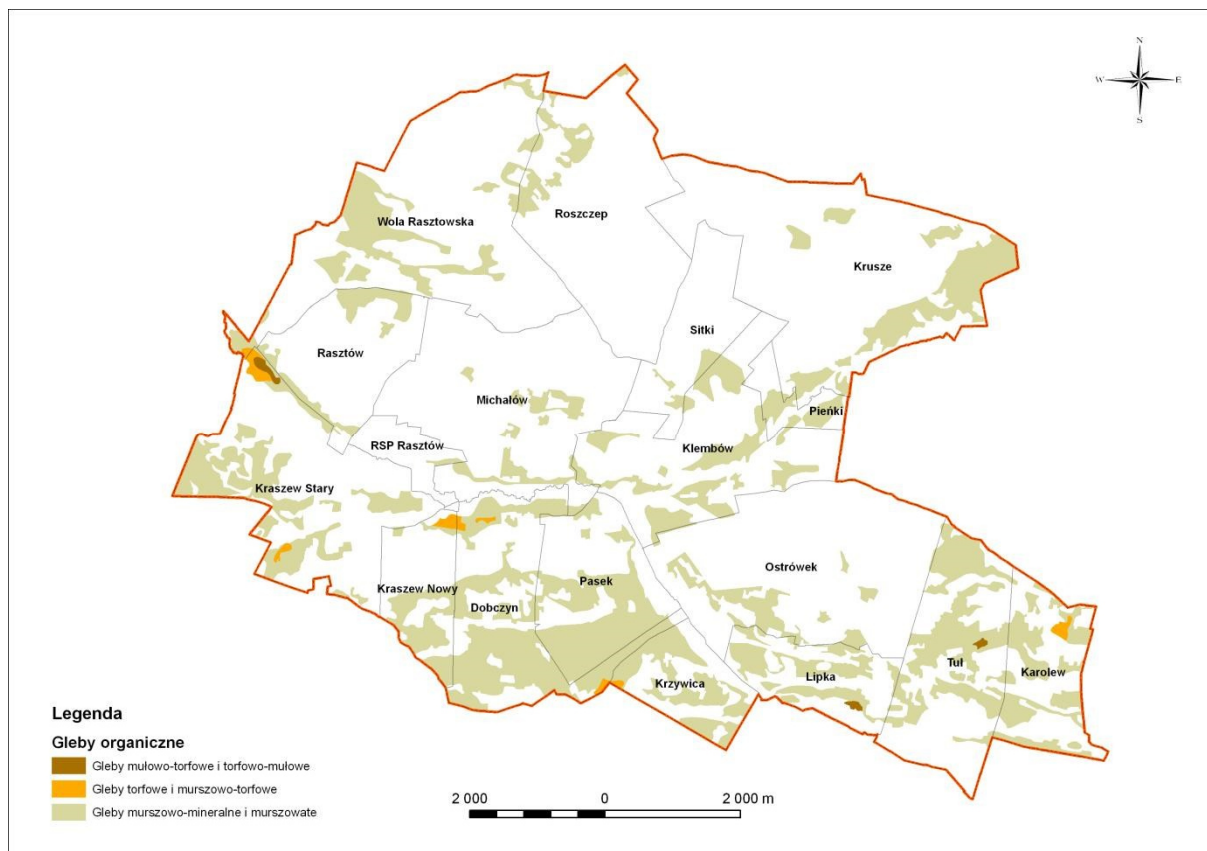 N
W E
S
Wola Rasztowska
Roszczep
Krusze
Sitki
Rasztów
Michałów
Pieńki
RSP Rasztów
Klembów
Kraszew Stary
Ostrówek
Kraszew Nowy
Pasek
Dobczyn
Tuł
Karolew
Lipka
Krzywica
Legenda
Gleby organiczne
Gleby mułowo-torfowe i torfowo-mułowe
Gleby torfowe i murszowo-torfowe
Gleby murszowo-mineralne i murszowate
2 000 0 2 000 m